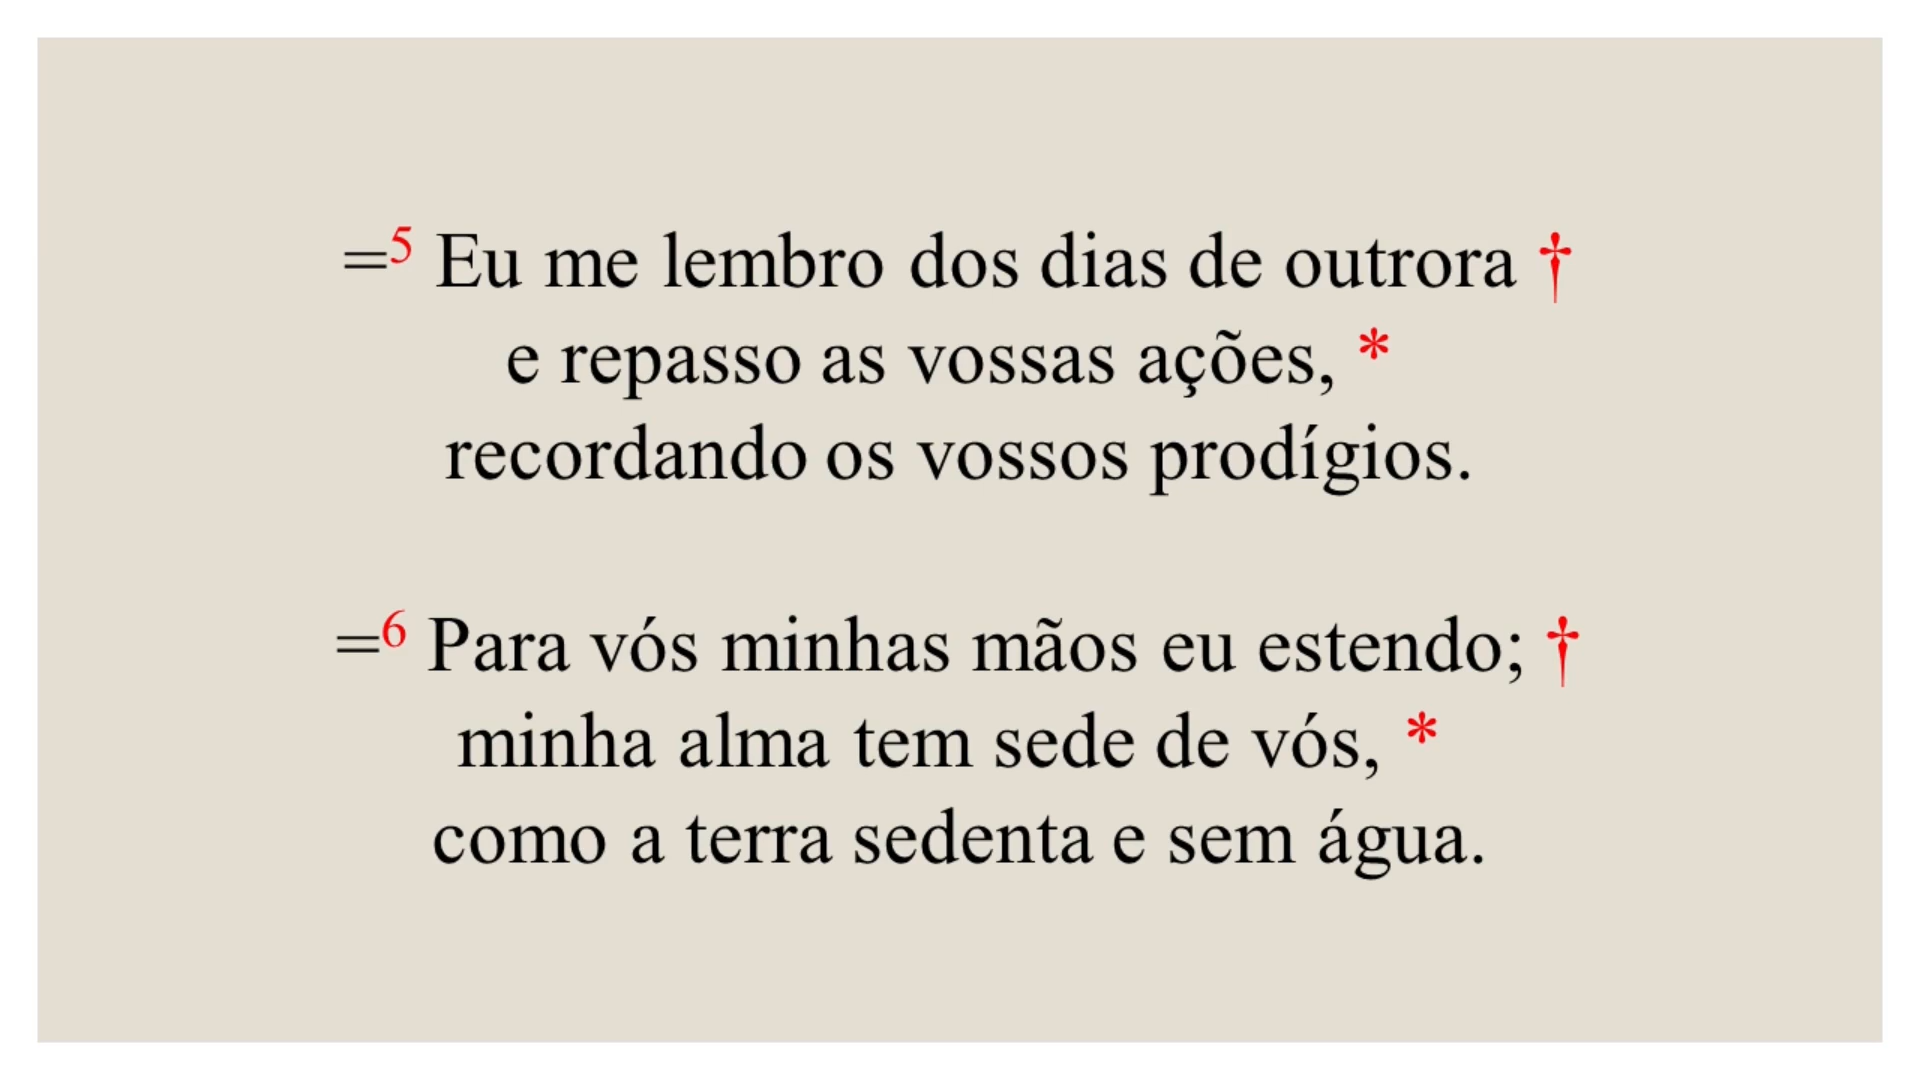 =5 Eu me lembro dos dias de outrora †
e repasso as vossas ações, *
recordando os vossos prodígios.
=6 Para vós minhas mãos eu estendo; †
minha alma tem sede de vós, *
como a terra sedenta e sem água.